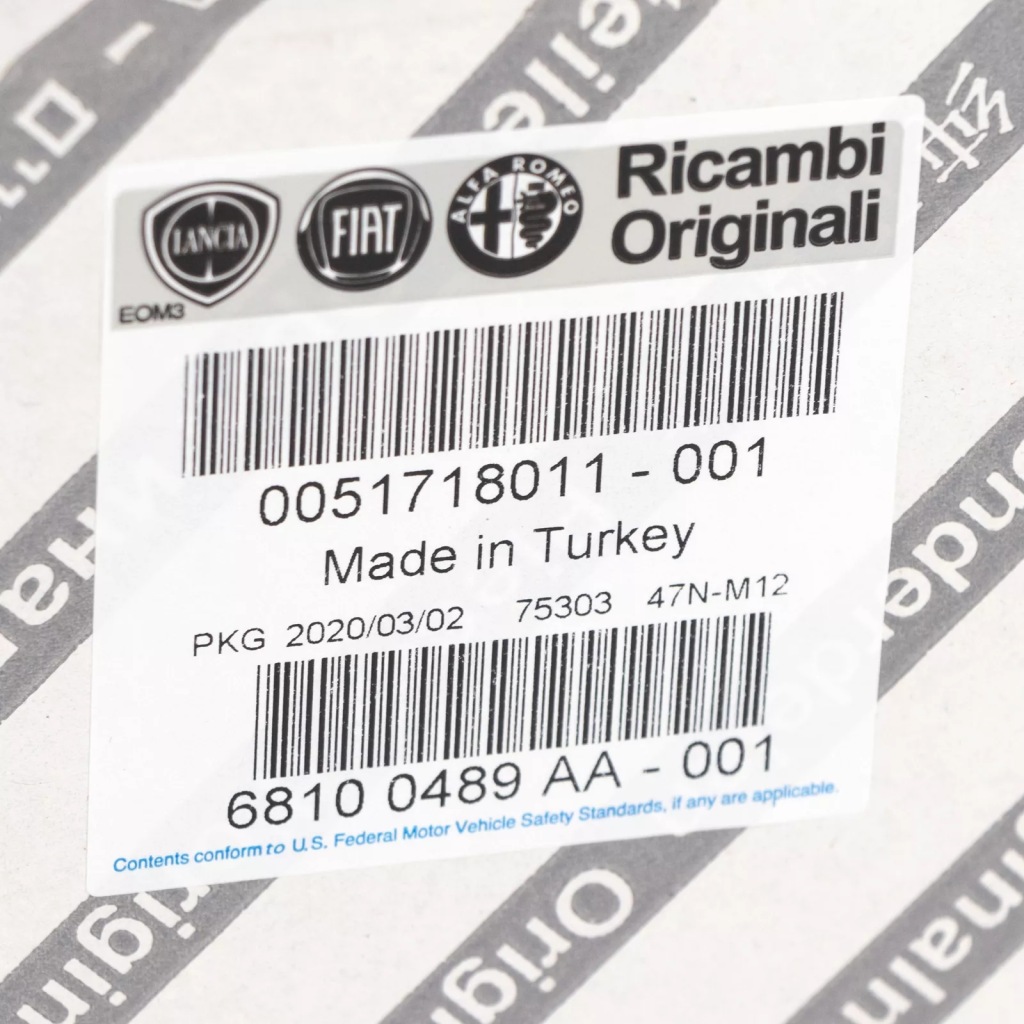 LANCIA
FIAT
ALFA ROMEO
Ricambi
Originali
EOM3
0051718011 - 001
Made in Turkey
PKG 2020/03/02 75303 47N-M12
6810 0489 AA - 001
Contents conform to U.S. Federal Motor Vehicle Safety Standards, if any are applicable.